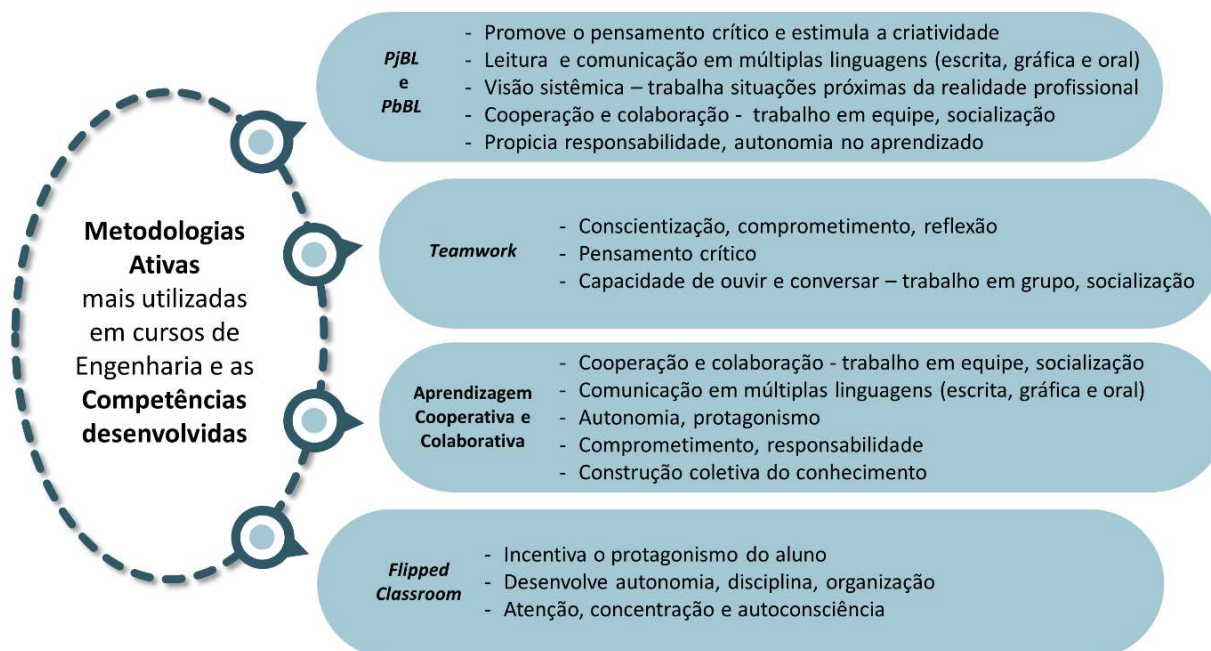 Metodologias
Ativas
mais utilizadas
em cursos de
Engenharia e as
Competências
desenvolvidas
PjBL
e
PbBL
- Promove o pensamento crítico e estimula a criatividade
- Leitura e comunicação em múltiplas linguagens (escrita, gráfica e oral)
- Visão sistêmica – trabalha situações próximas da realidade profissional
- Cooperação e colaboração - trabalho em equipe, socialização
- Propicia responsabilidade, autonomia no aprendizado
Teamwork
- Conscientização, comprometimento, reflexão
- Pensamento crítico
- Capacidade de ouvir e conversar – trabalho em grupo, socialização
Aprendizagem
Cooperativa e
Colaborativa
- Cooperação e colaboração - trabalho em equipe, socialização
- Comunicação em múltiplas linguagens (escrita, gráfica e oral)
- Autonomia, protagonismo
- Comprometimento, responsabilidade
- Construção coletiva do conhecimento
Flipped
Classroom
- Incentiva o protagonismo do aluno
- Desenvolve autonomia, disciplina, organização
- Atenção, concentração e autoconsciência